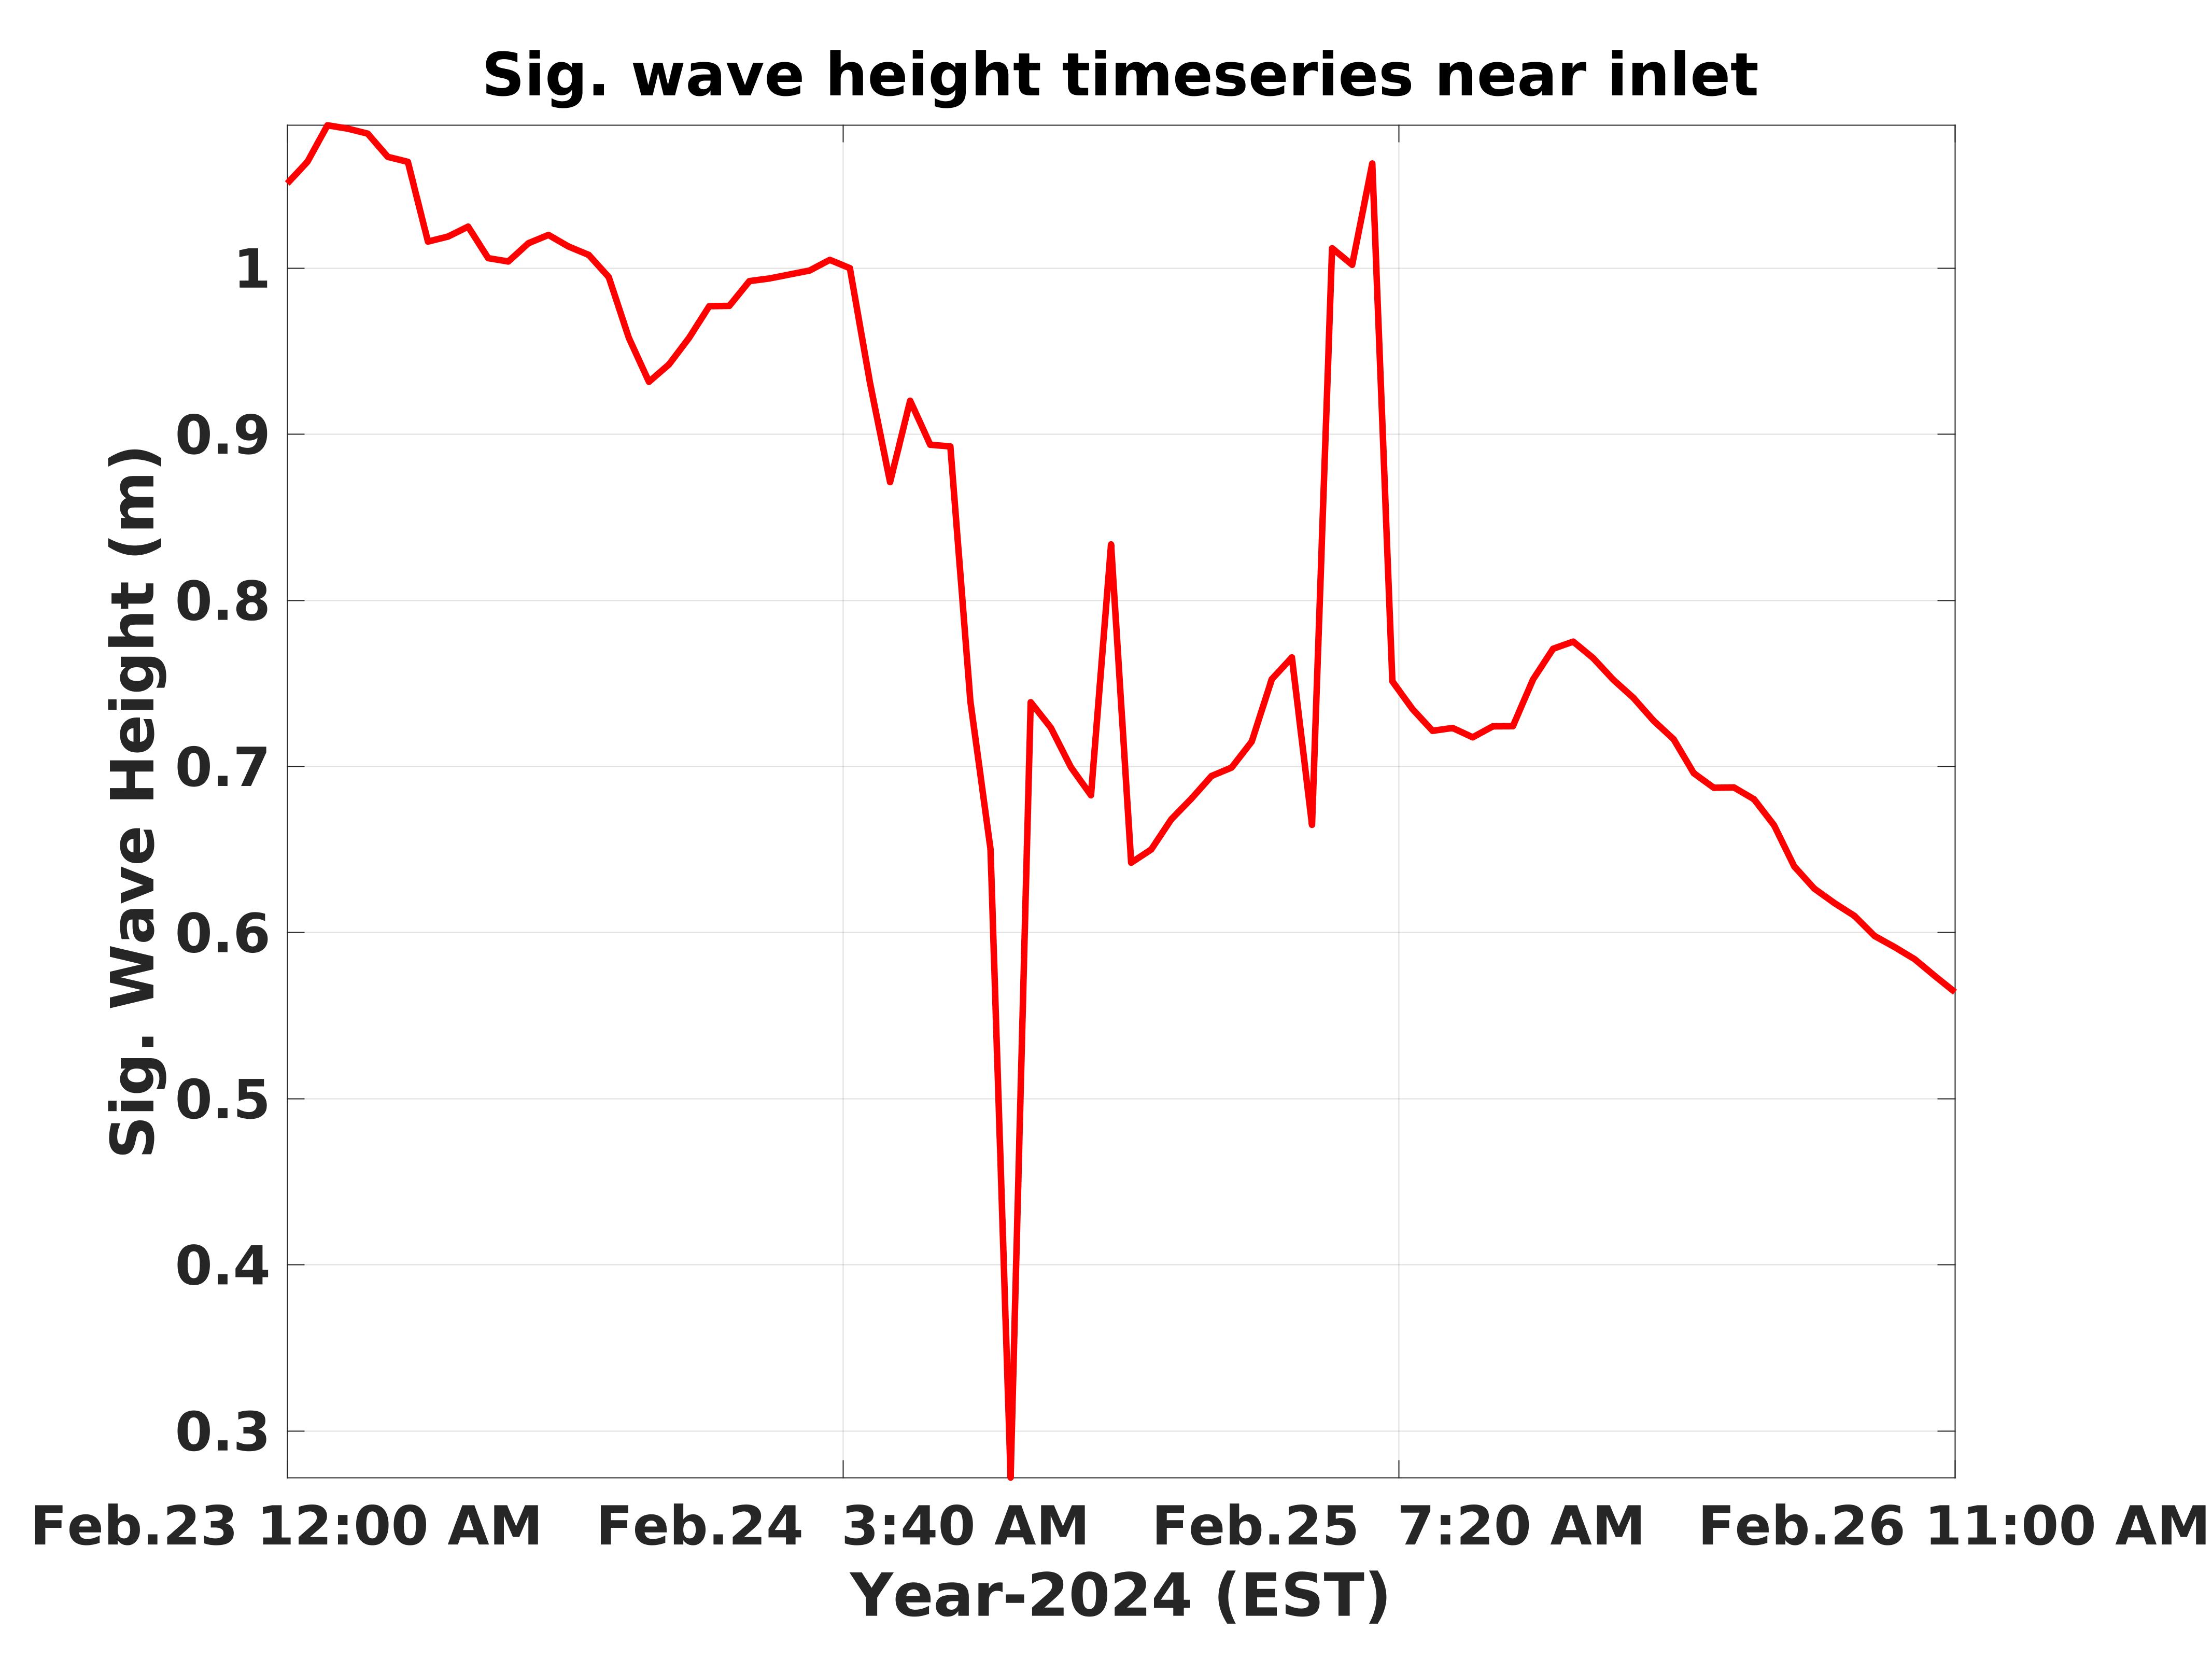 Sig. wave height timeseries near inlet
Sig. Wave Height (m)
1
0.9
0.8
0.7
0.6
0.5
0.4
0.3
Feb.23 12:00 AM Feb.24 3:40 AM Feb.25 7:20 AM Feb.26 11:00 AM
Year-2024 (EST)